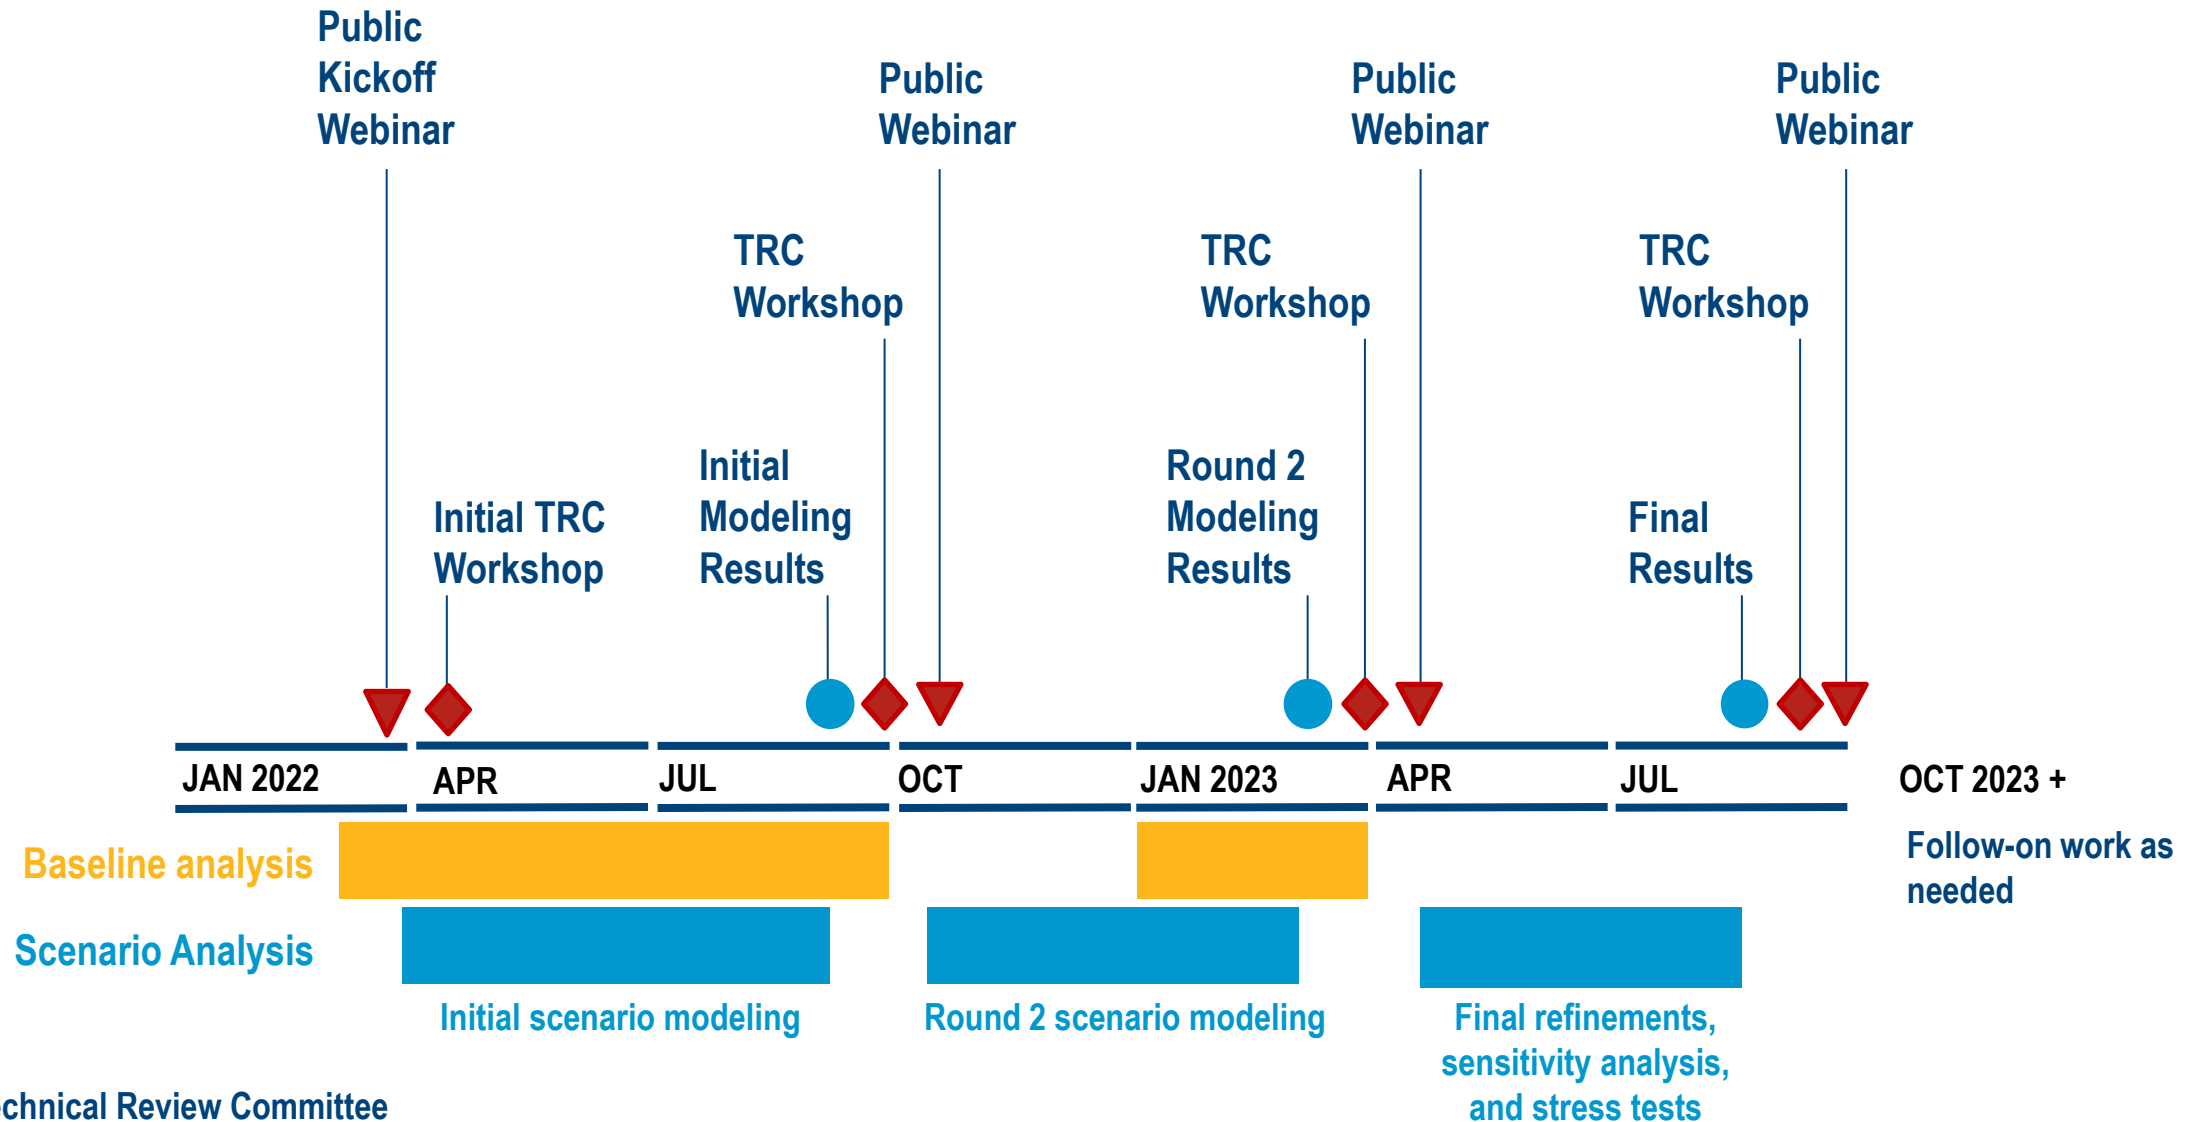 Public
Kickoff
Webinar
Public
Webinar
Public
Webinar
Public
Webinar
TRC
Workshop
TRC
Workshop
TRC
Workshop
Initial TRC
Workshop
Initial
Modeling
Results
Round 2
Modeling
Results
Final
Results
JAN 2022
APR
JUL
OCT
JAN 2023
APR
JUL
OCT 2023 +
Baseline analysis
Follow-on work as
needed
Scenario Analysis
Initial scenario modeling
Round 2 scenario modeling
Final refinements,
sensitivity analysis,
and stress tests
echnical Review Committee